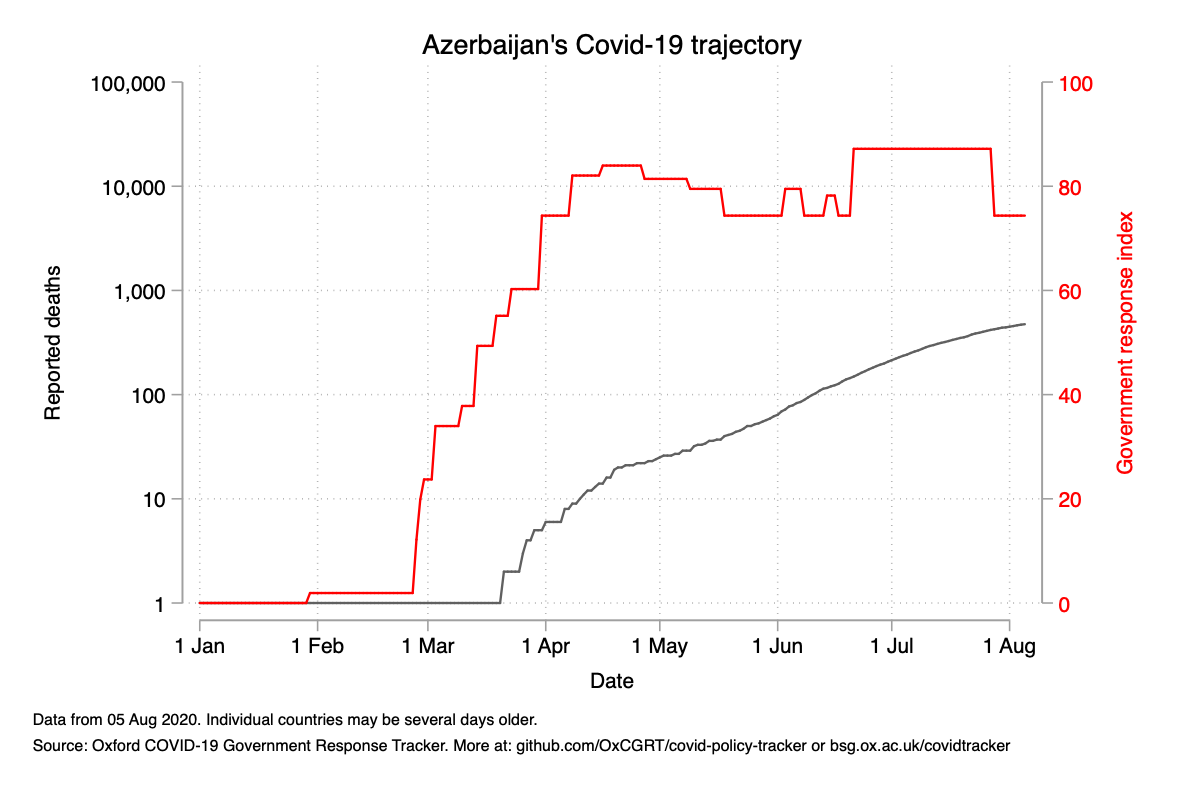 Azerbaijan's Covid-19 trajectory
100,000
10,000
1,000
100
10
1
Reported deaths
100
80
60
40
20
0
Government response index
1 Jan 1 Feb 1 Mar 1 Apr 1 May 1 Jun 1 Jul 1 Aug
Date
Data from 05 Aug 2020. Individual countries may be several days older.
Source: Oxford COVID-19 Government Response Tracker. More at: github.com/OxCGRT/covid-policy-tracker or bsg.ox.ac.uk/covidtracker